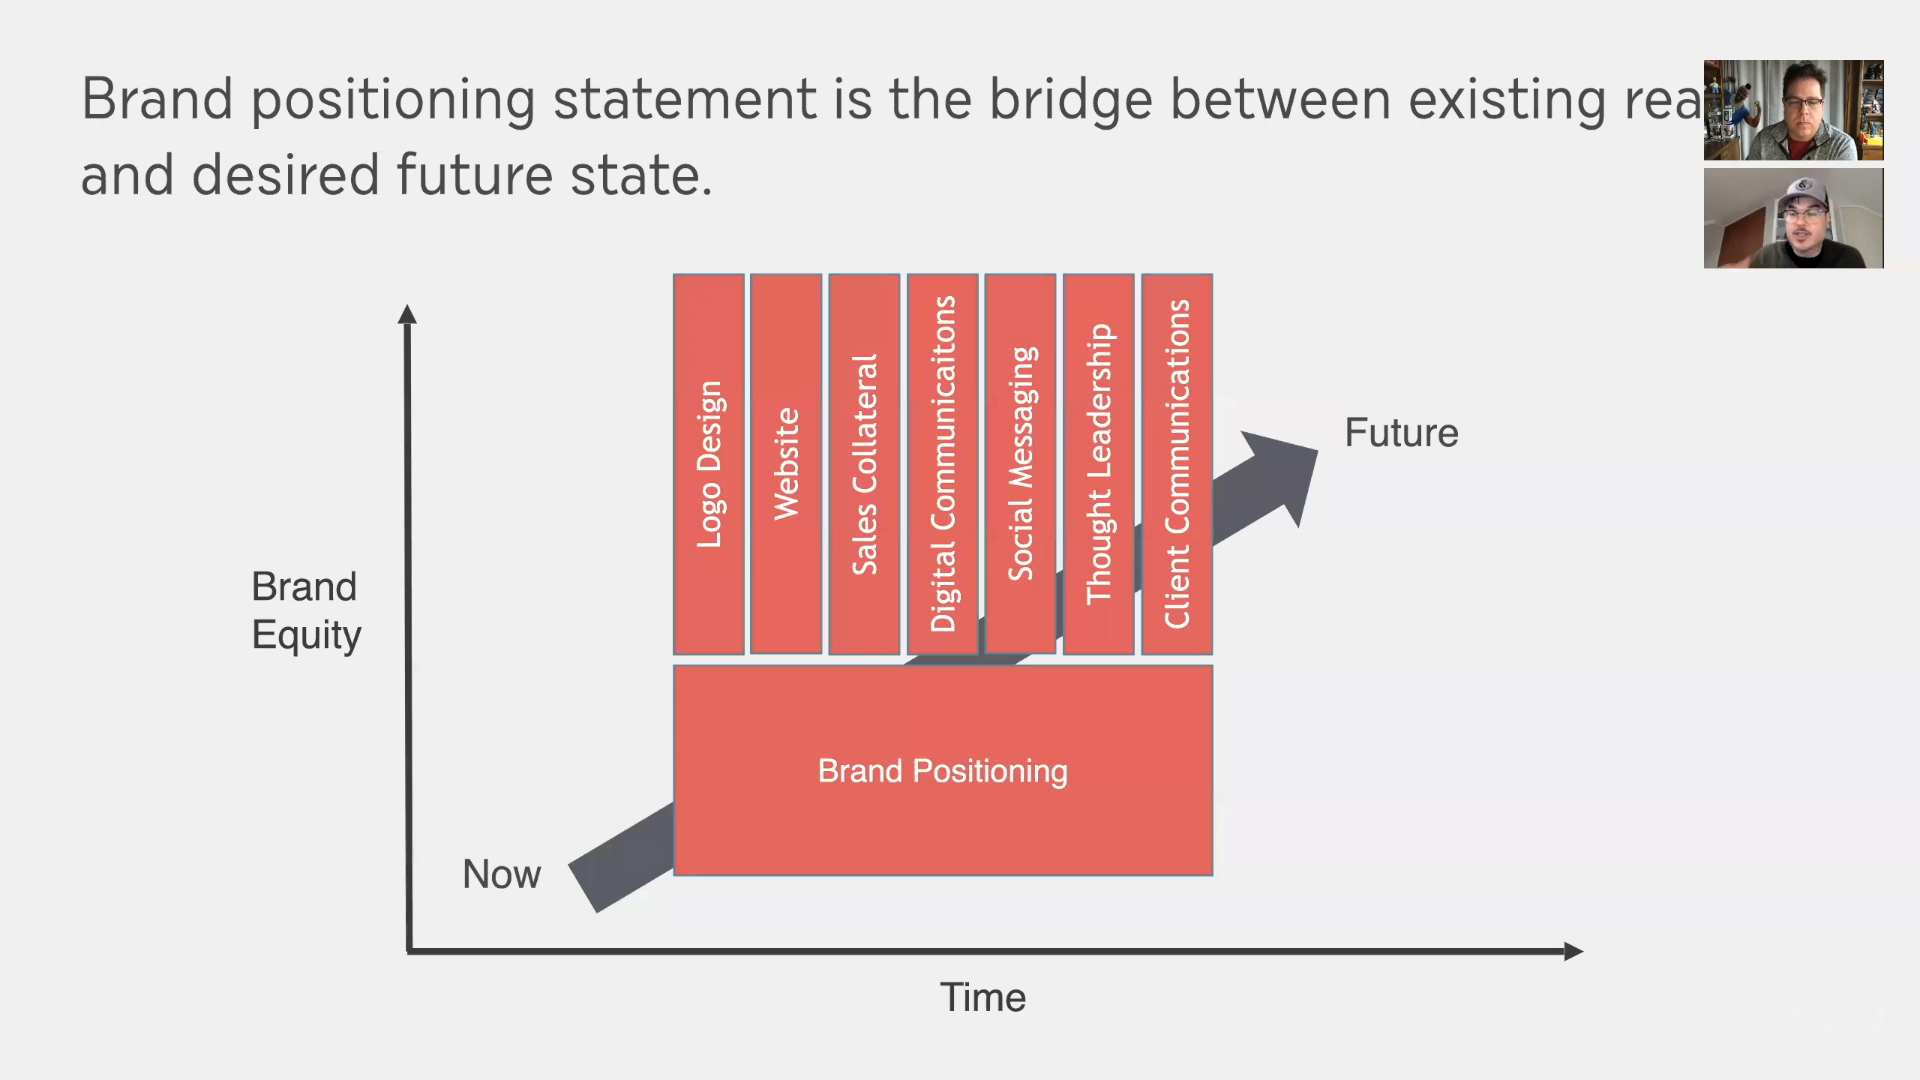 Brand positioning statement is the bridge between existing rea
and desired future state.
Logo Design
Website
Sales Collateral
Digital Communicaitons
Social Messaging
Thought Leadership
Client Communications
Future
Brand
Equity
Brand Positioning
Now
Time